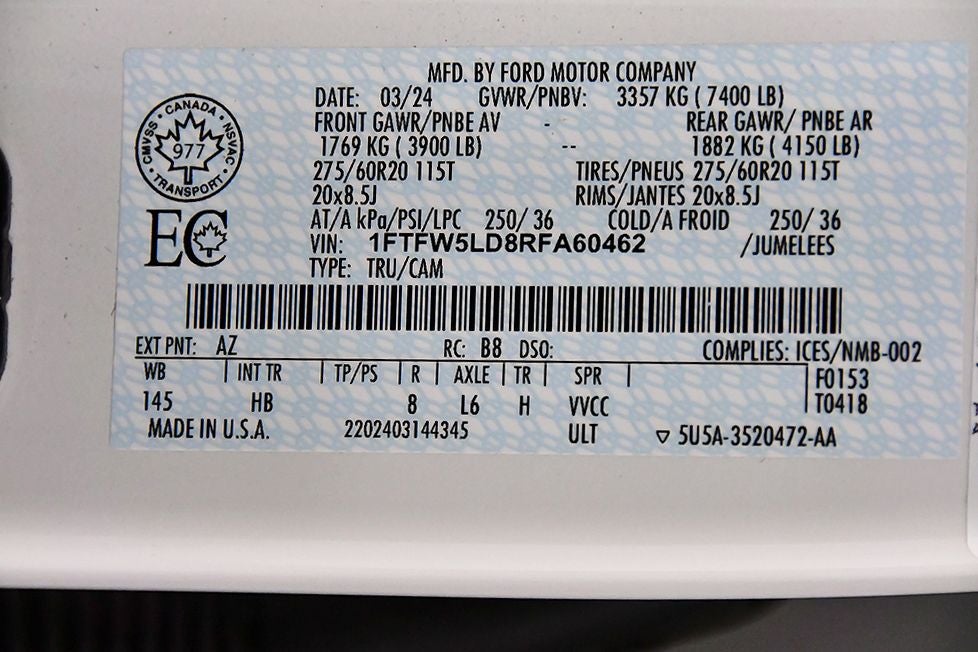 MFD. BY FORD MOTOR COMPANY
DATE: 03/24 GVWR/PNBV: 3357 KG ( 7400 LB)
FRONT GAWR/PNBE AV - REAR GAWR/ PNBE AR
1769 KG ( 3900 LB) -- 1882 KG ( 4150 LB)
275/60R20 115T TIRES/PNEUS 275/60R20 115T
20x8.5J RIMS/JANTES 20x8.5J
AT/A kPa/PSI/LPC 250/ 36 COLD/A FROID 250/ 36
VIN: 1FTFW5LD8RFA60462 /JUMELEES
TYPE: TRU/CAM
CANADA
CMVSS • NSVAC
977
TRANSPORT
EC
EXT PNT: AZ RC: B8 DSO: COMPLIES: ICES/NMB-002
WB | INT TR | TP/PS | R | AXLE | TR | SPR | F0153
145 HB 8 L6 H VVCC T0418
MADE IN U.S.A. 2202403144345 ULT ▽ 5U5A-3520472-AA